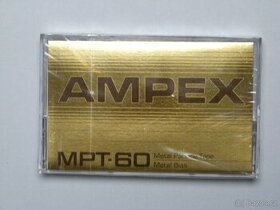 AMPEX
MPT-60
Metal Particle Tape
Metal Bias